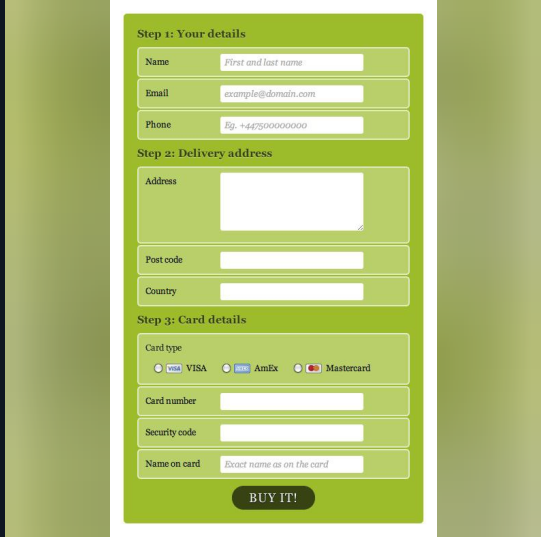 Step 1: Your details
Name First and last name
Email example@domain.com
Phone Eg. +447500000000
Step 2: Delivery address
Address
Post code
Country
Step 3: Card details
Card type
VISA VISA AmEx Mastercard
Card number
Security code
Name on card Exact name as on the card
BUY IT!